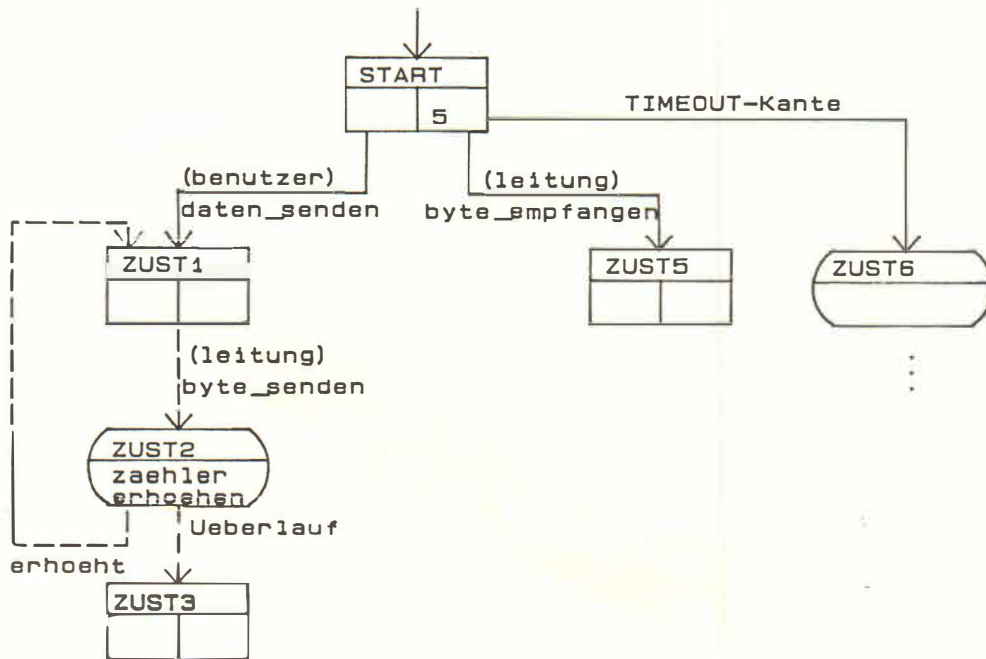 START
5
TIMEOUT-Kante
(benutzer)
daten_senden
(leitung)
byte_empfangen
ZUST1
ZUST5
ZUST6
(leitung)
byte_senden
ZUST2
zaehler
erhoehen
Ueberlauf
erhoeht
ZUST3